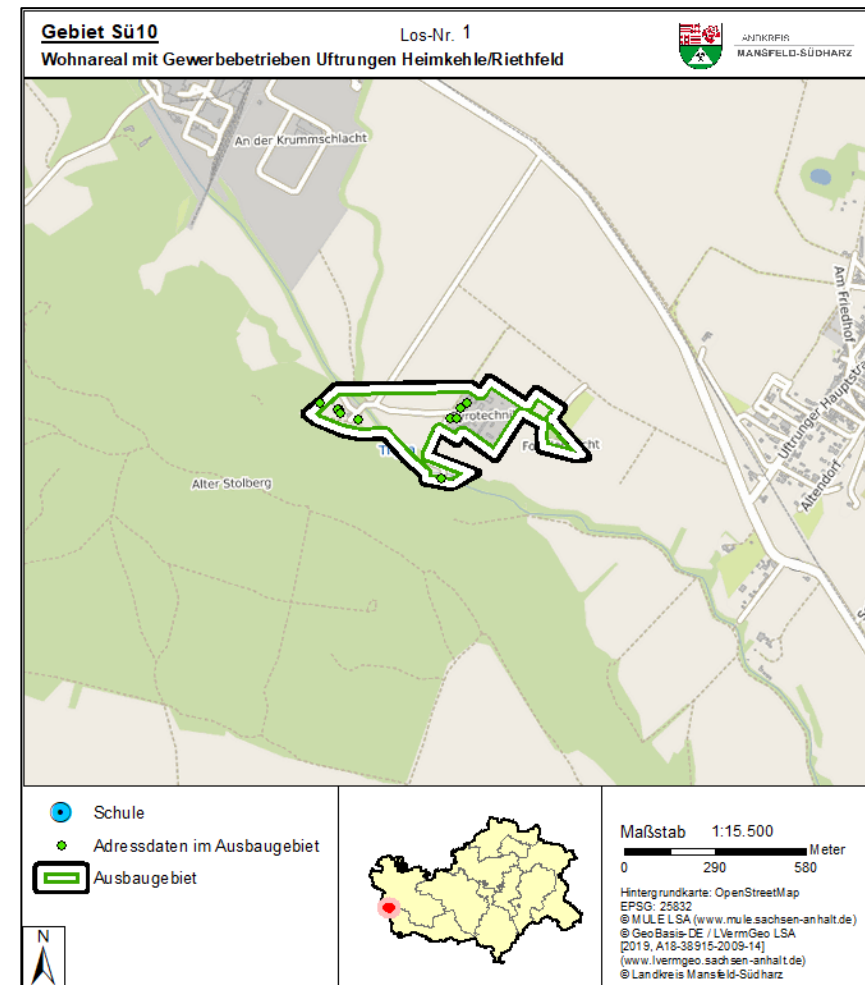 Gebiet Sü10
Los-Nr. 1
Wohnareal mit Gewerbebetrieben Uftrungen Heimkehle/Riethfeld
ANDKREIS
MANSFELD-SÜDHARZ
An der Krummschlacht
Am Friedhof
Uftrunger Hauptstra
Altendorf
rotechnik
Alter Stolberg
Schule
Adressdaten im Ausbaugebiet
Ausbaugebiet
N
Maßstab 1:15.500
Meter
0 290 580
Hintergrundkarte: OpenStreetMap
EPSG: 25832
© MULE LSA (www.mule.sachsen-anhalt.de)
© GeoBasis-DE / LVermGeo LSA
[2019, A18-38915-2009-14]
(www.lvermgeo.sachsen-anhalt.de)
© Landkreis Mansfeld-Südharz